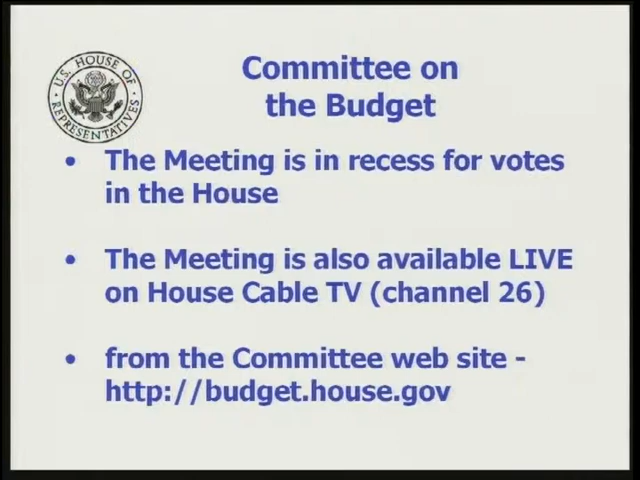 U.S. HOUSE OF REPRESENTATIVES
Committee on
the Budget
• The Meeting is in recess for votes
in the House
• The Meeting is also available LIVE
on House Cable TV (channel 26)
• from the Committee web site -
http://budget.house.gov